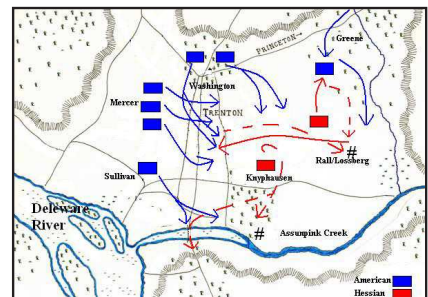 PRINCETON→
Greene
Washington
Mercer
TRENTON
#
Rall/Lossberg
Sullivan
Knyphausen
Deleware
River
#
Assunpink Creek
American
Hessian